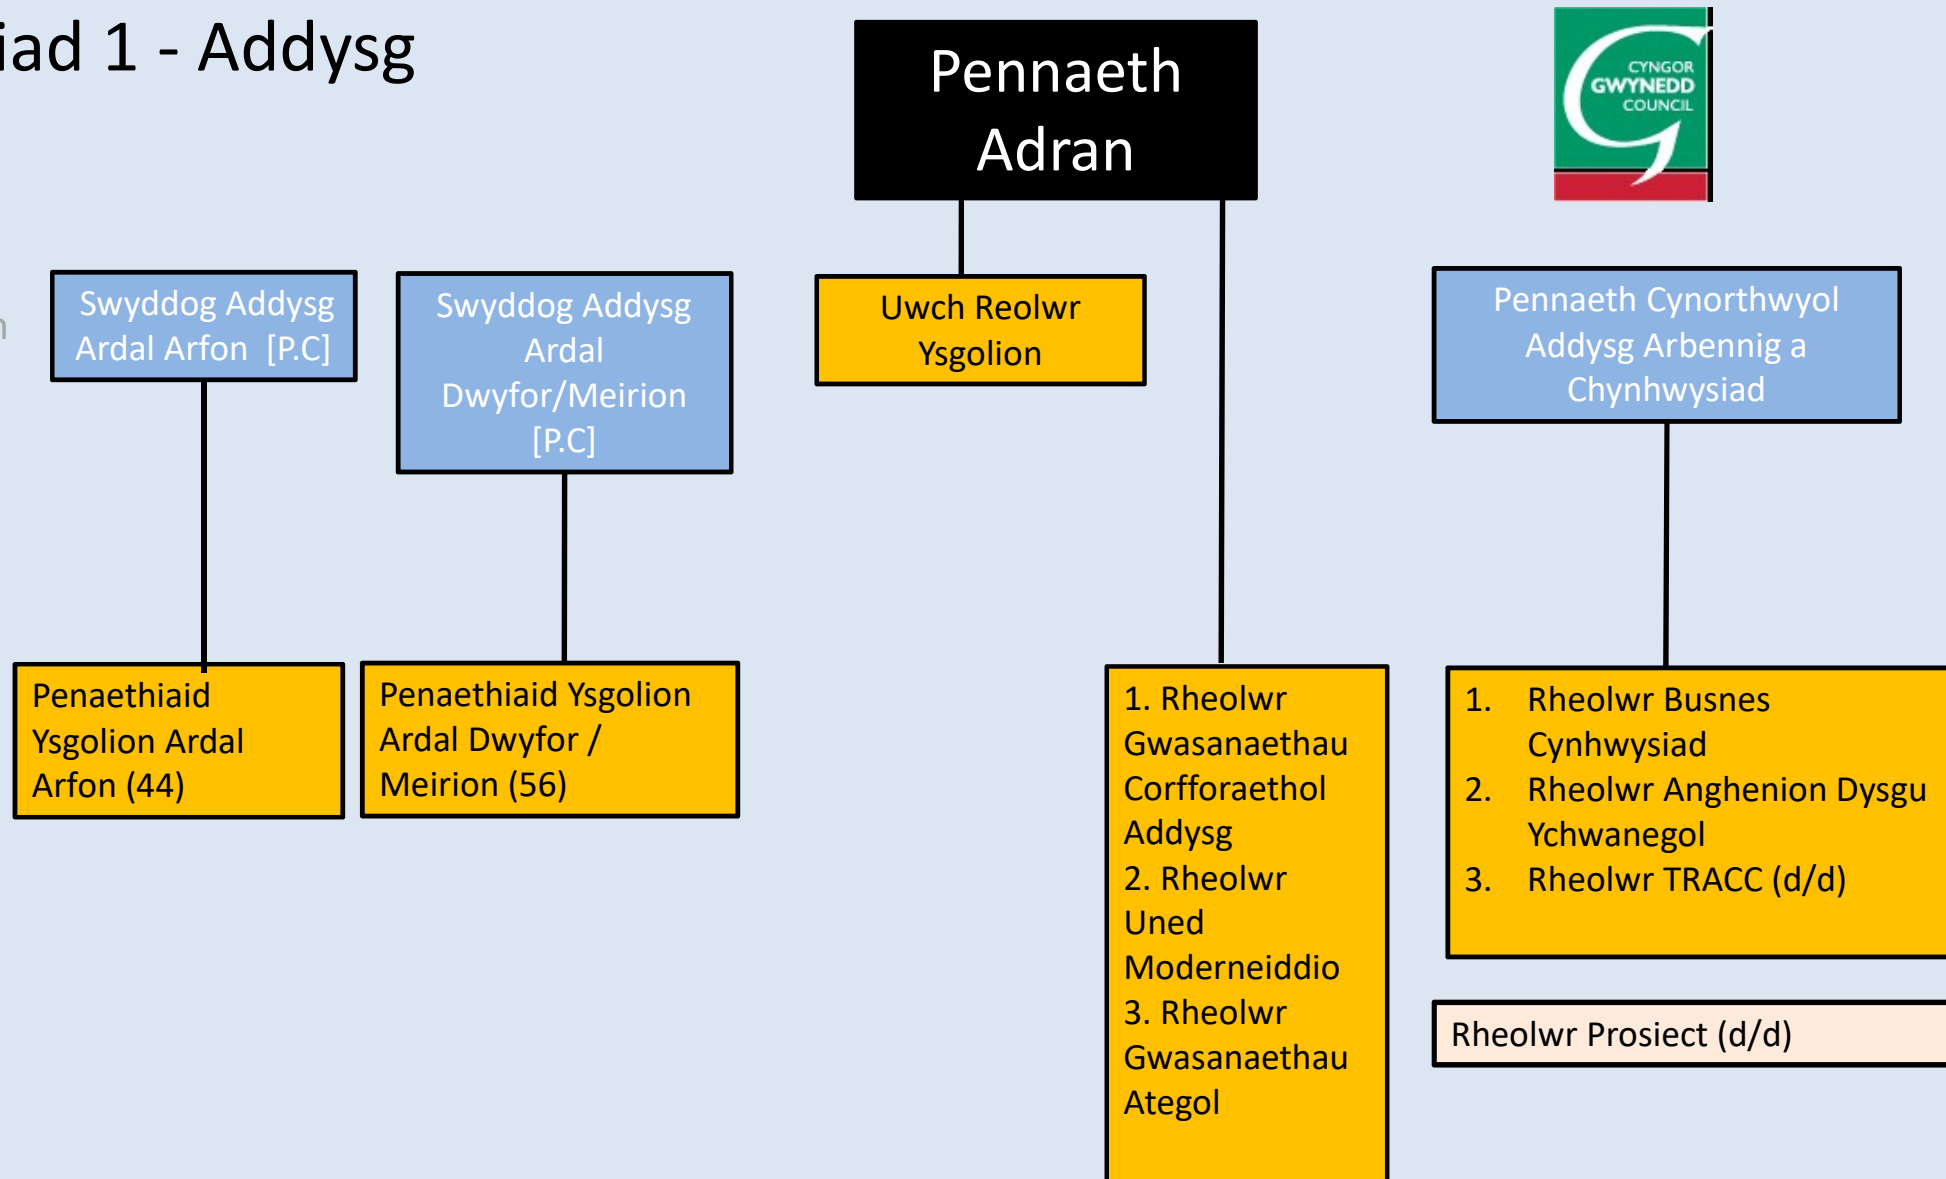 iad 1 - Addysg
Pennaeth
Adran
CYNGOR
GWYNEDD
COUNCIL
Swyddog Addysg
Ardal Arfon [P.C]
Swyddog Addysg
Ardal
Dwyfor/Meirion
[P.C]
Uwch Reolwr
Ysgolion
Pennaeth Cynorthwyol
Addysg Arbennig a
Chynhwysiad
Penaethiaid
Ysgolion Ardal
Arfon (44)
Penaethiaid Ysgolion
Ardal Dwyfor /
Meirion (56)
1. Rheolwr
Gwasanaethau
Corfforaethol
Addysg
2. Rheolwr
Uned
Moderneiddio
3. Rheolwr
Gwasanaethau
Ategol
1. Rheolwr Busnes
Cynhwysiad
2. Rheolwr Anghenion Dysgu
Ychwanegol
3. Rheolwr TRACC (d/d)
Rheolwr Prosiect (d/d)